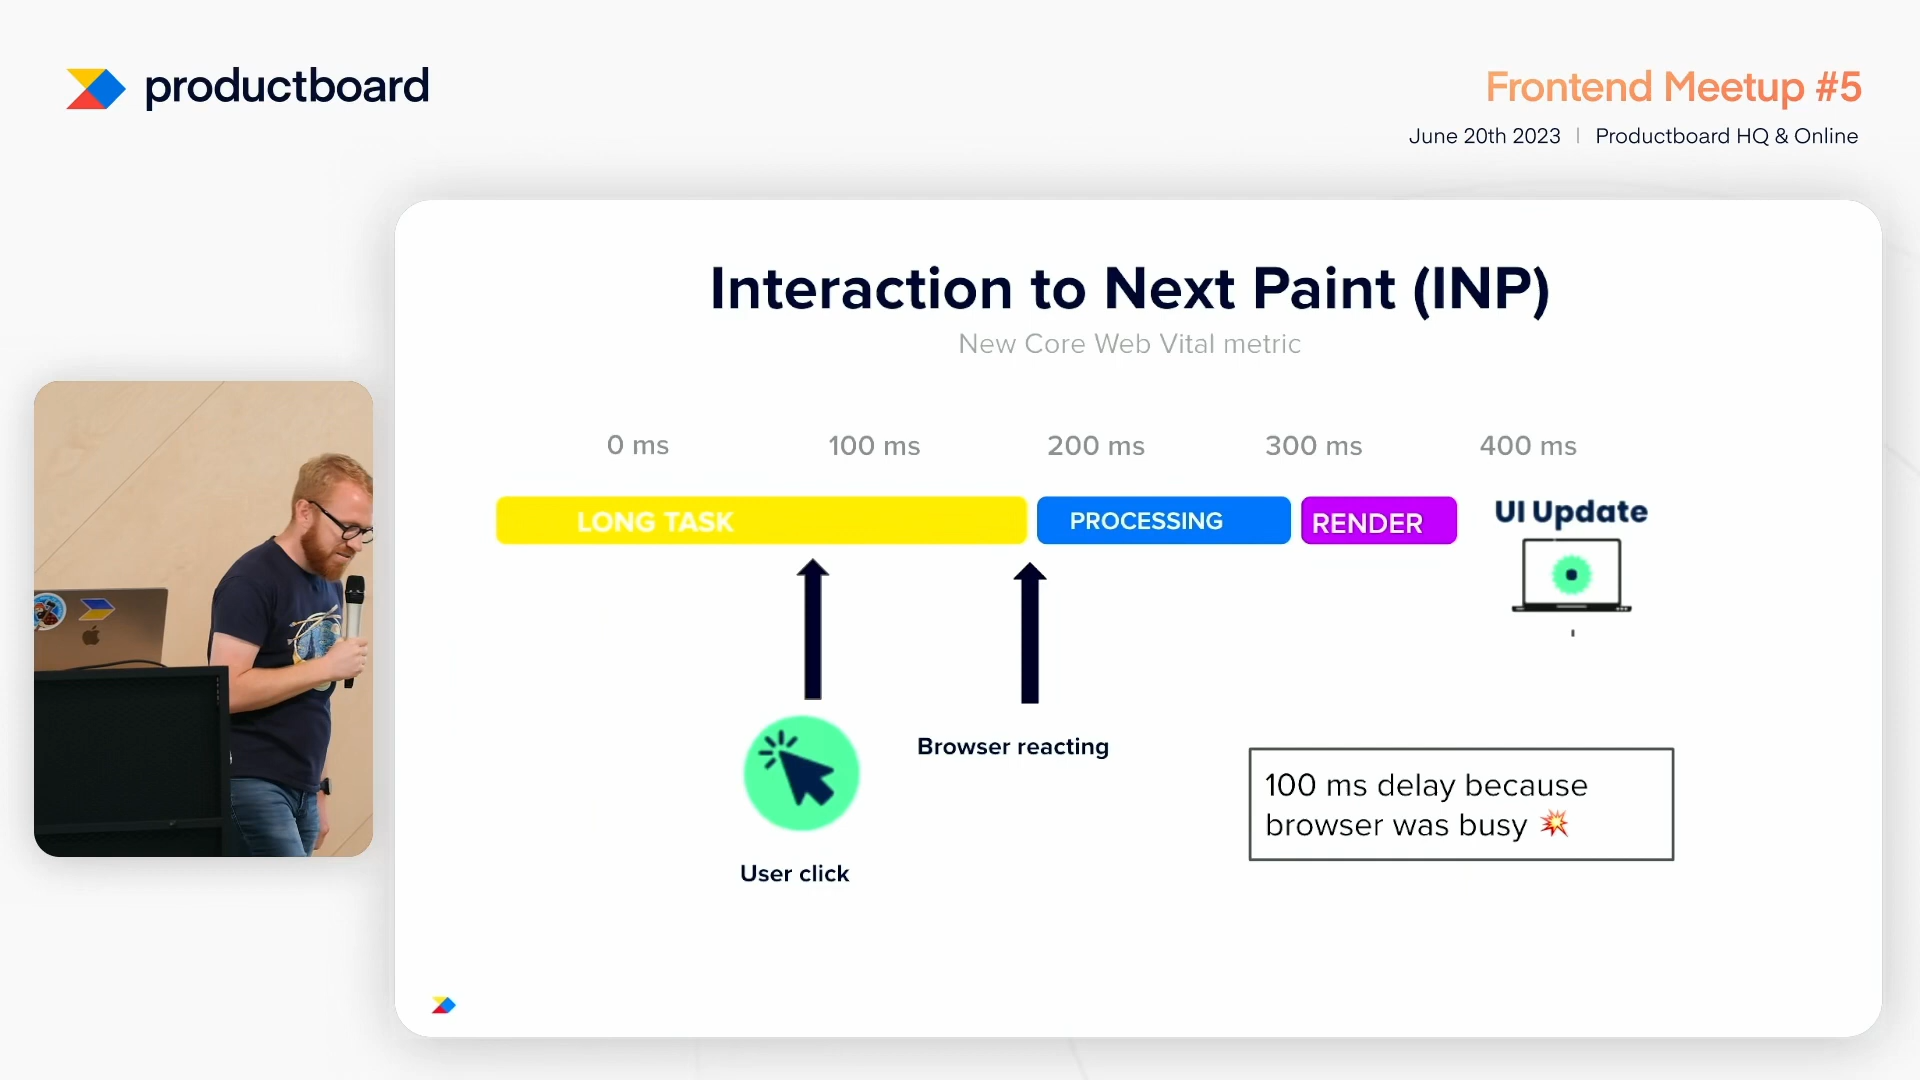 productboard
Frontend Meetup #5
June 20th 2023 | Productboard HQ & Online
Interaction to Next Paint (INP)
New Core Web Vital metric
0 ms
100 ms
200 ms
300 ms
400 ms
LONG TASK
PROCESSING
RENDER
UI Update
Browser reacting
100 ms delay because
browser was busy 💥
User click